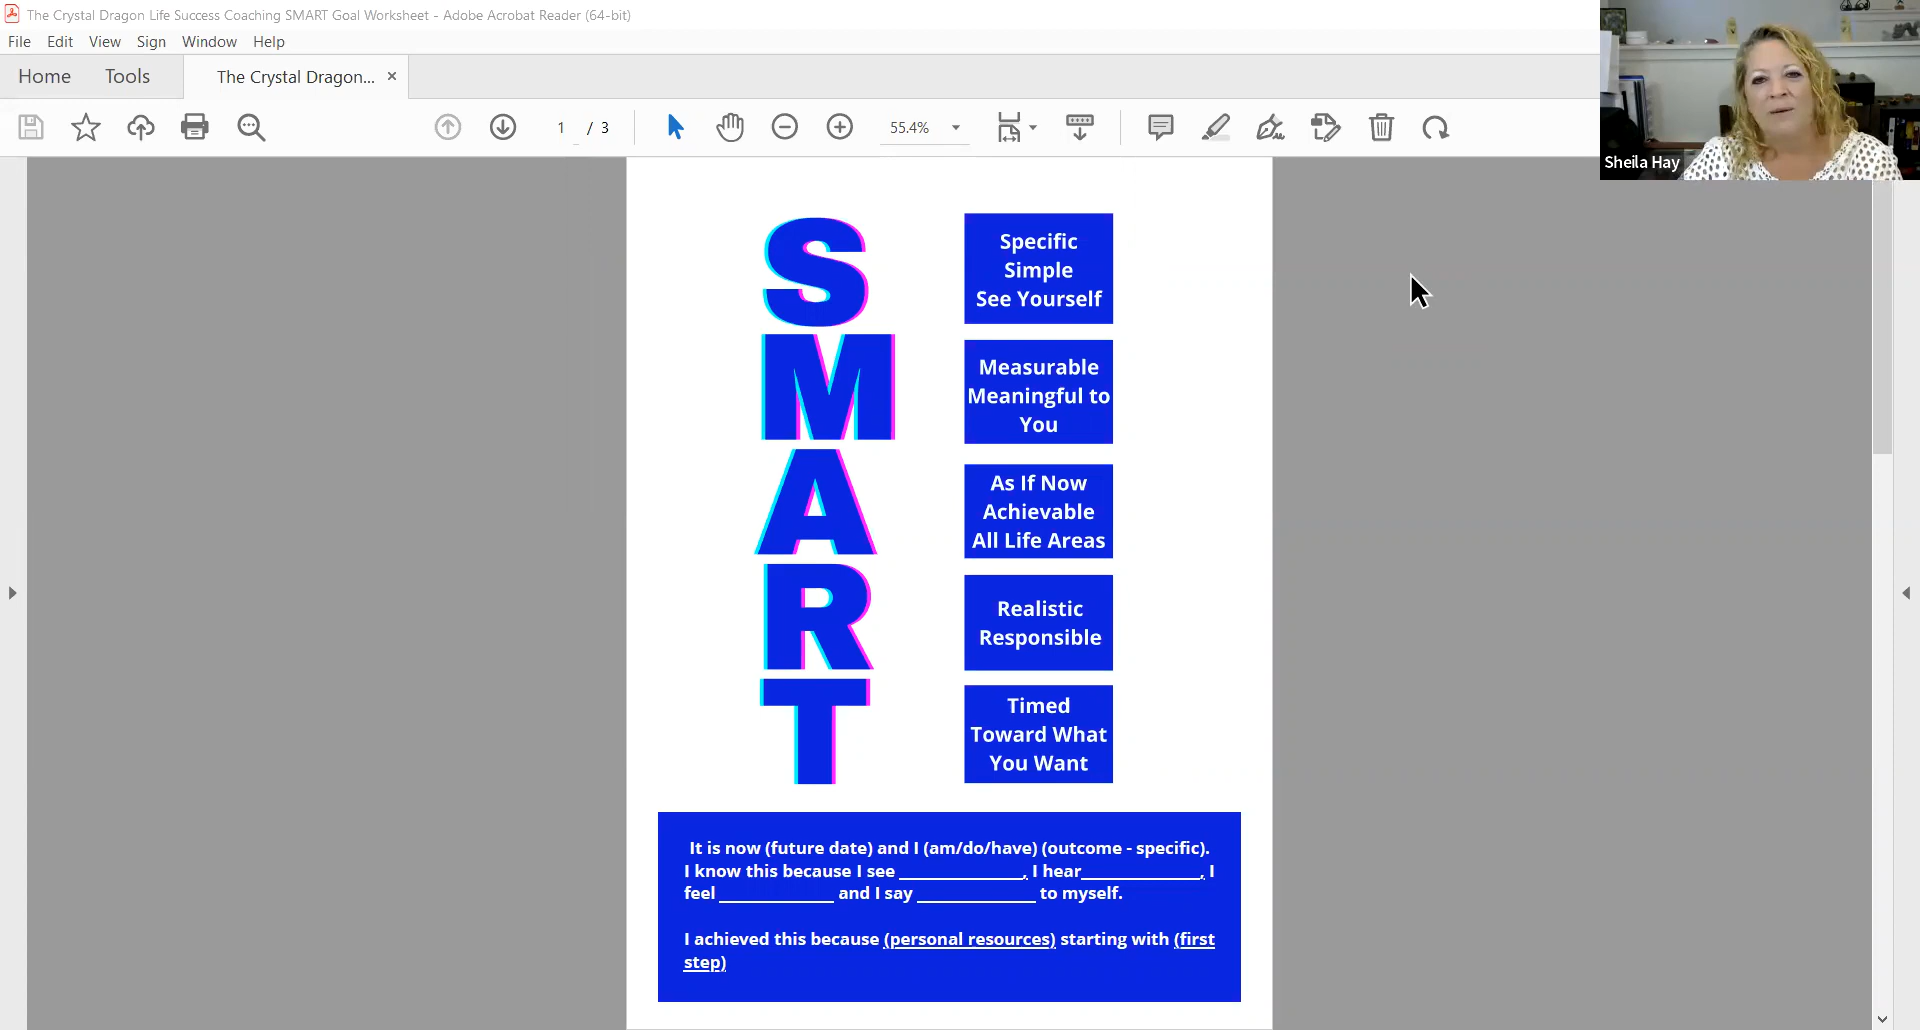 The Crystal Dragon Life Success Coaching SMART Goal Worksheet - Adobe Acrobat Reader (64-bit)
File Edit View Sign Window Help
Home Tools The Crystal Dragon... ×
1 / 3 55.4%
Sheila Hay
S
Specific
Simple
See Yourself
M
Measurable
Meaningful to
You
A
As If Now
Achievable
All Life Areas
R
Realistic
Responsible
T
Timed
Toward What
You Want
It is now (future date) and I (am/do/have) (outcome - specific).
I know this because I see ______________, I hear______________, I
feel _____________ and I say _____________ to myself.
I achieved this because (personal resources) starting with (first
step)